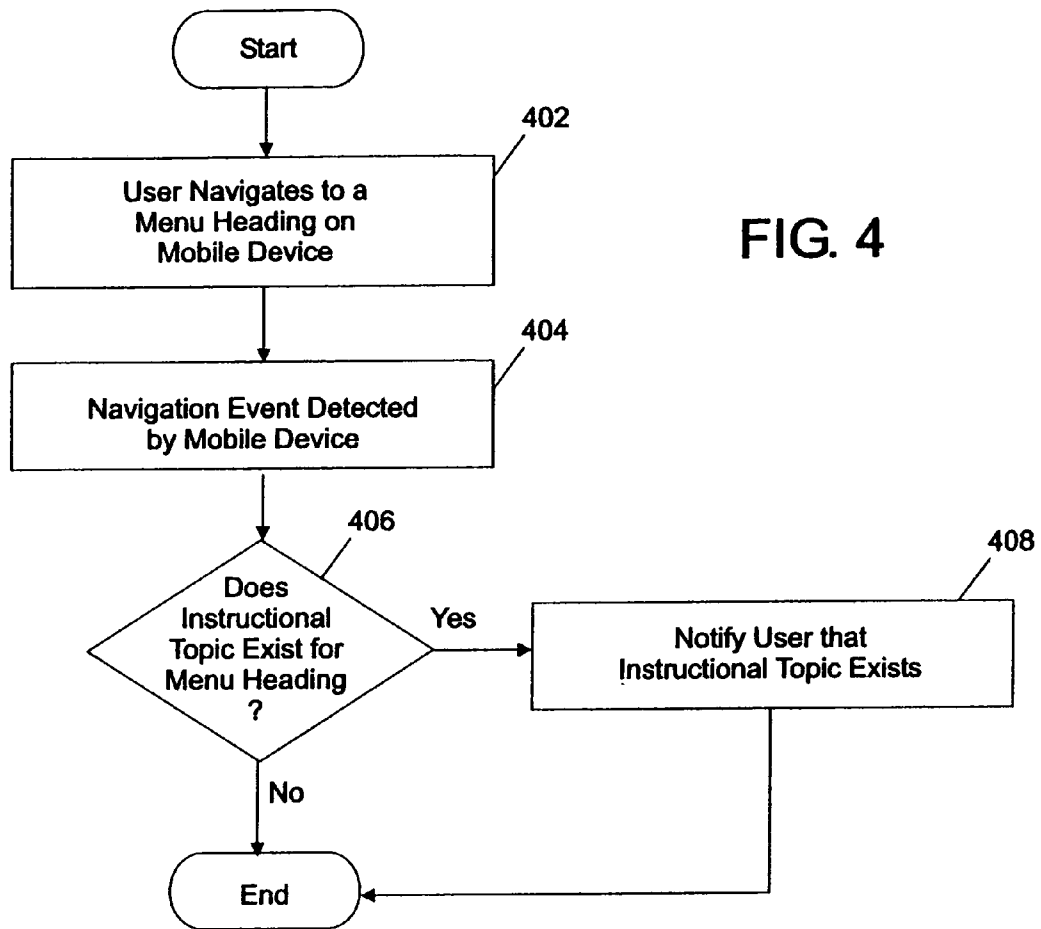 Start
402
User Navigates to a
Menu Heading on
Mobile Device
FIG. 4
404
Navigation Event Detected
by Mobile Device
406
Does
Instructional
Topic Exist for
Menu Heading
?
Yes
408
Notify User that
Instructional Topic Exists
No
End